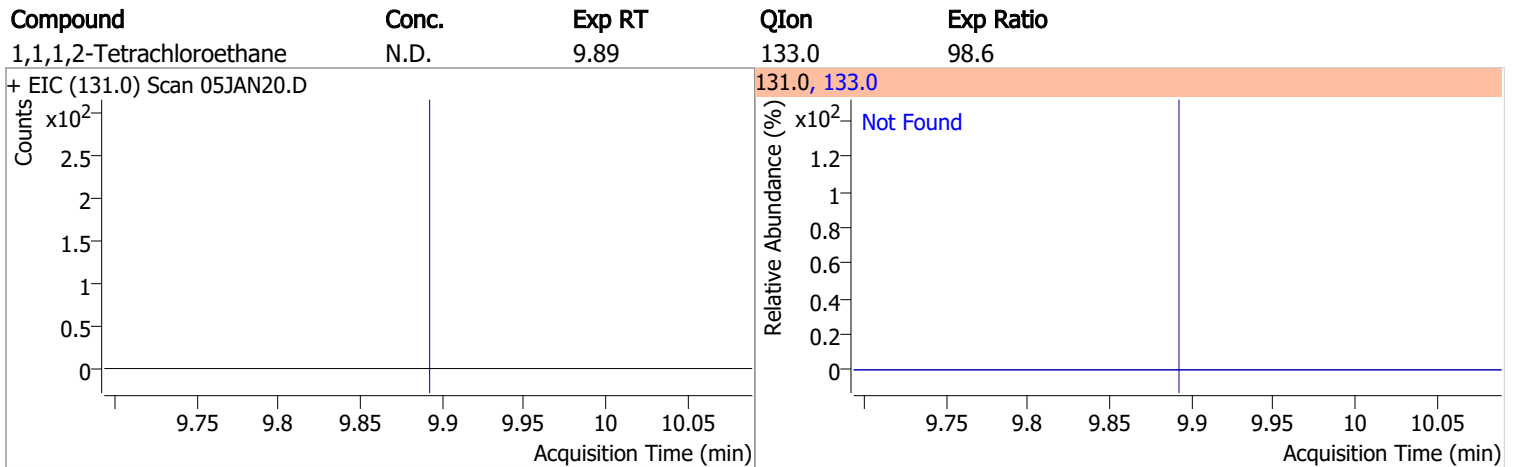 Compound Conc. Exp RT QIon Exp Ratio
1,1,1,2-Tetrachloroethane N.D. 9.89 133.0 98.6
+ EIC (131.0) Scan 05JAN20.D
Counts
x10²
2.5
2
1.5
1
0.5
0
9.75 9.8 9.85 9.9 9.95 10 10.05
Acquisition Time (min)
131.0, 133.0
Relative Abundance (%)
x10²
Not Found
1.2
1
0.8
0.6
0.4
0.2
0
9.75 9.8 9.85 9.9 9.95 10 10.05
Acquisition Time (min)